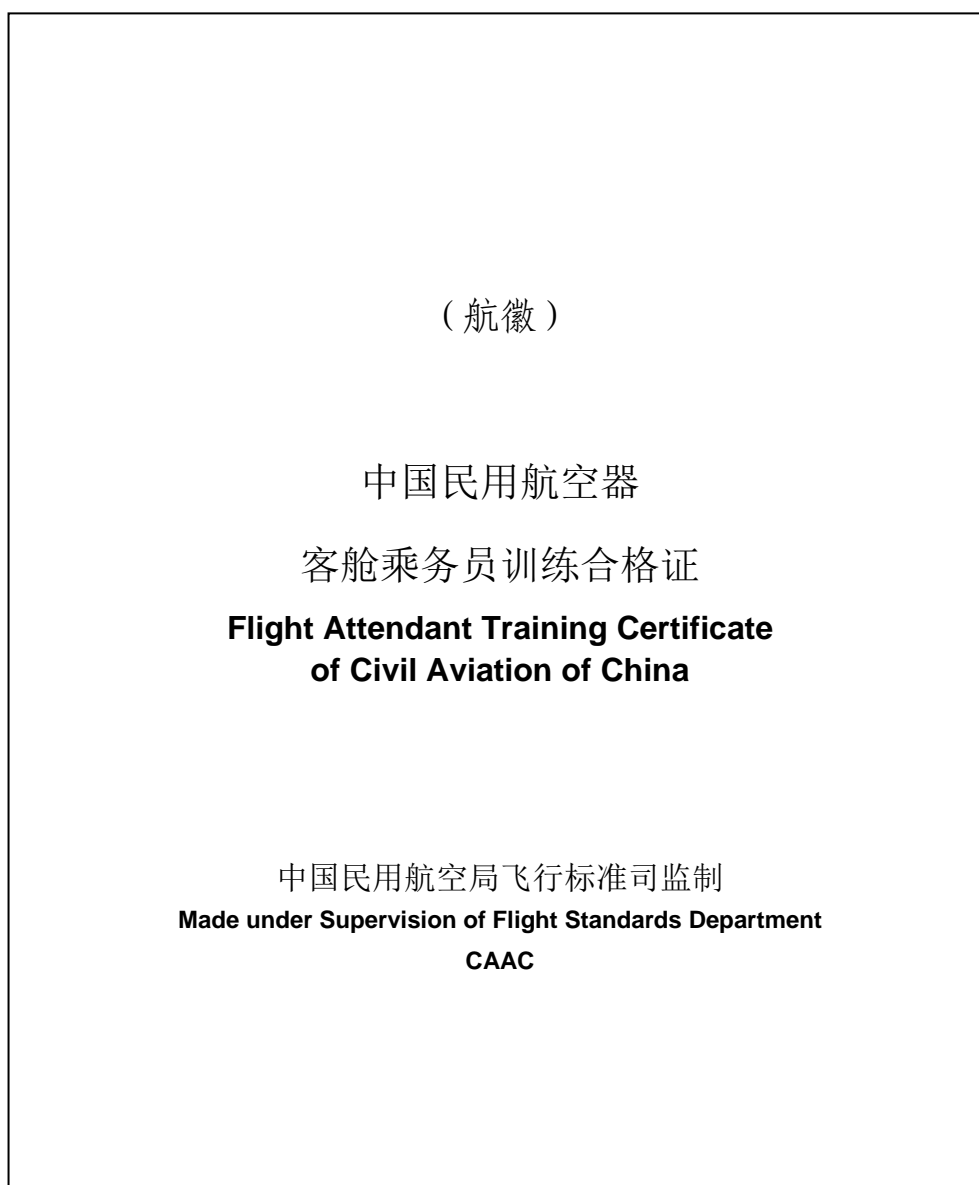 （航徽）
中国民用航空器
客舱乘务员训练合格证
Flight Attendant Training Certificate
of Civil Aviation of China
中国民用航空局飞行标准司监制
Made under Supervision of Flight Standards Department
CAAC